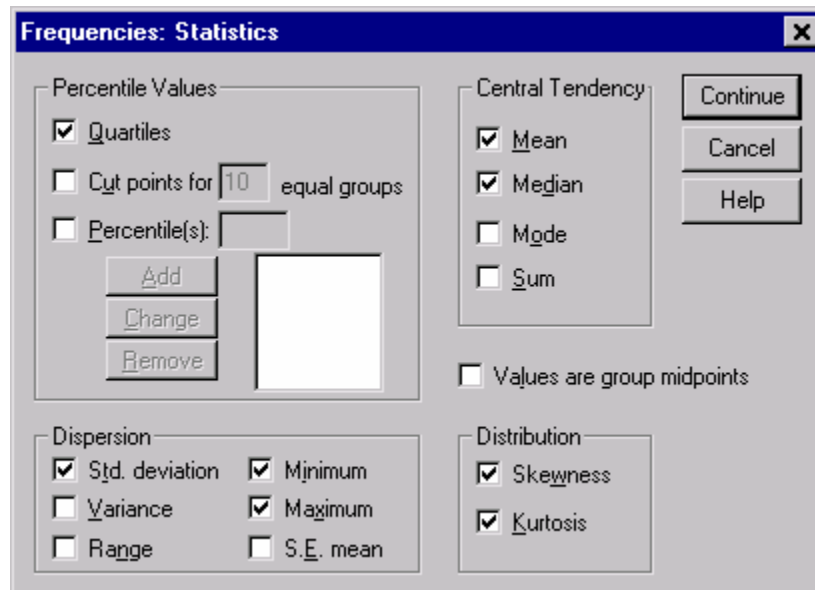 Frequencies: Statistics
Percentile Values
Quartiles
Cut points for 10 equal groups
Percentile(s):
Add
Change
Remove
Central Tendency
Mean
Median
Mode
Sum
Continue
Cancel
Help
Values are group midpoints
Dispersion
Std. deviation
Minimum
Variance
Maximum
Range
S.E. mean
Distribution
Skewness
Kurtosis